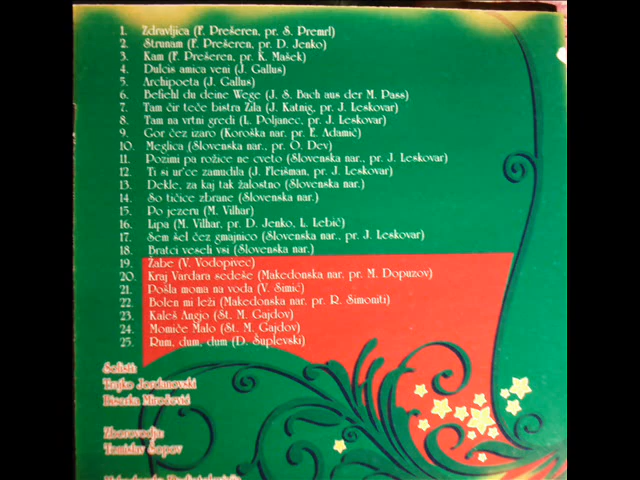 1. Zdravljica (F. Prešeren, pr. S. Premrl)
2. Strunam (F. Prešeren, pr. D. Jenko)
3. Kam (F. Prešeren, pr. K. Mašek)
4. Dulcis amica veni (J. Gallus)
5. Archipoeta (J. Gallus)
6. Befiehl du deine Wege (J. S. Bach aus der M. Pass)
7. Tam čir teče bistra Žila (J. Katnig, pr. J. Leskovar)
8. Tam na vrtni gredi (L. Poljanec, pr. J. Leskovar)
9. Gor čez izaro (Koroška nar. pr. E. Adamič)
10. Meglica (Slovenska nar., pr. O. Dev)
11. Pozimi pa rožice ne cveto (Slovenska nar., pr. J. Leskovar)
12. Ti si ur'ce zamudila (J. Fleišman, pr. J. Leskovar)
13. Dekle, za kaj tak žalostno (Slovenska nar.)
14. So tičice zbrane (Slovenska nar.)
15. Po jezeru (M. Vilhar)
16. Lipa (M. Vilhar, pr. D. Jenko, L. Lebič)
17. Sem šel čez gmajnico (Slovenska nar., pr. J. Leskovar)
18. Bratci veseli vsi (Slovenska nar.)
19. Žabe (V. Vodopivec)
20. Kraj Vardara sedeše (Makedonska nar. pr. M. Dopuzov)
21. Pošla moma na voda (V. Simić)
22. Bolen mi leži (Makedonska nar. pr. R. Simoniti)
23. Kaleš Angjo (St. M. Gajdov)
24. Momiče Malo (St. M. Gajdov)
25. Rum, dum, dum (D. Šuplevski)
Solisti:
Trajko Jordanovski
Biserka Mirčević
Zborovodja:
Tomislav Šopov